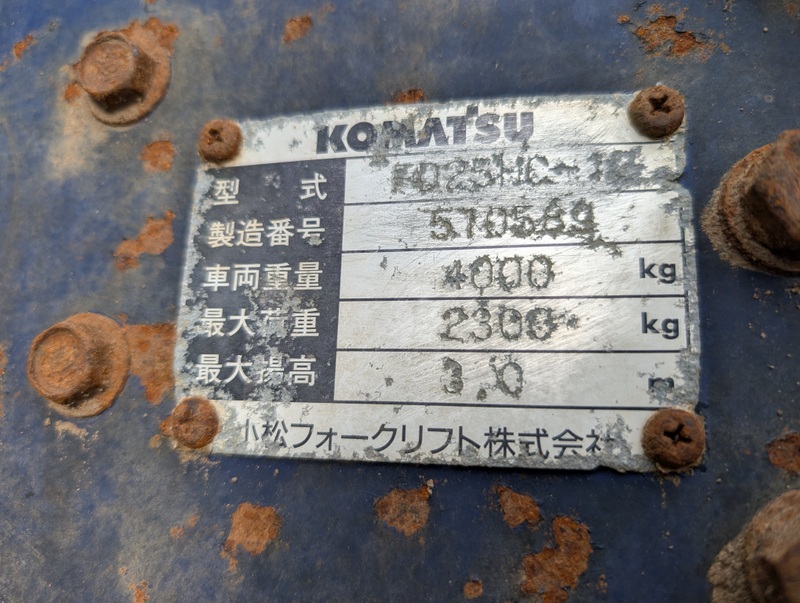 KOMATSU
型 式
製造番号 570589
車両重量 4000 kg
最大荷重 2300 kg
最大揚高 3.0 m
小松フォークリフト株式会社